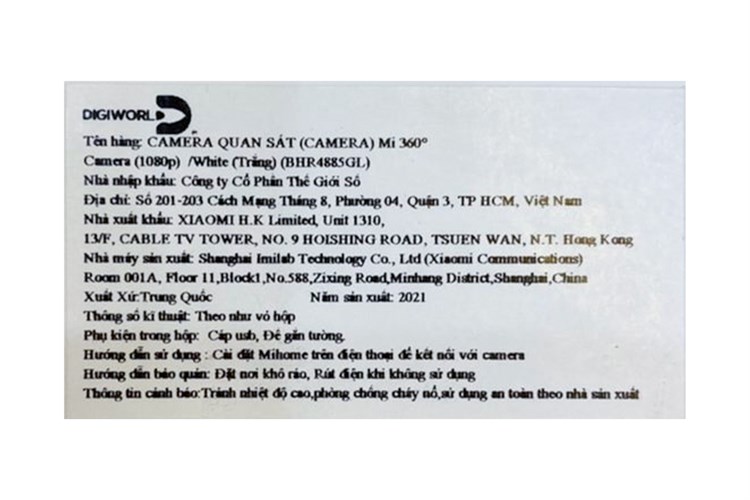 DIGIWORLD
Tên hàng: CAMERA QUAN SÁT (CAMERA) Mi 360°
Camera (1080p) /White (Trắng) (BHR4885GL)
Nhà nhập khẩu: Công ty Cổ Phần Thế Giới Số
Địa chỉ: Số 201-203 Cách Mạng Tháng 8, Phường 04, Quận 3, TP HCM, Việt Nam
Nhà xuất khẩu: XIAOMI H.K Limited, Unit 1310,
13/F, CABLE TV TOWER, NO. 9 HOISHING ROAD, TSUEN WAN, N.T. Hong Kong
Nhà máy sản xuất: Shanghai Imilab Technology Co., Ltd (Xiaomi Communications)
Room 001A, Floor 11,Block1,No.588,Zixing Road,Minhang District,Shanghai,China
Xuất Xứ:Trung Quốc Năm sản xuất: 2021
Thông số kĩ thuật: Theo như vỏ hộp
Phụ kiện trong hộp: Cáp usb, Đế gắn tường.
Hướng dẫn sử dụng : Cài đặt Mihome trên điện thoại để kết nối với camera
Hướng dẫn bảo quản: Đặt nơi khô ráo, Rút điện khi không sử dụng
Thông tin cảnh báo:Tránh nhiệt độ cao,phòng chống cháy nổ,sử dụng an toàn theo nhà sản xuất